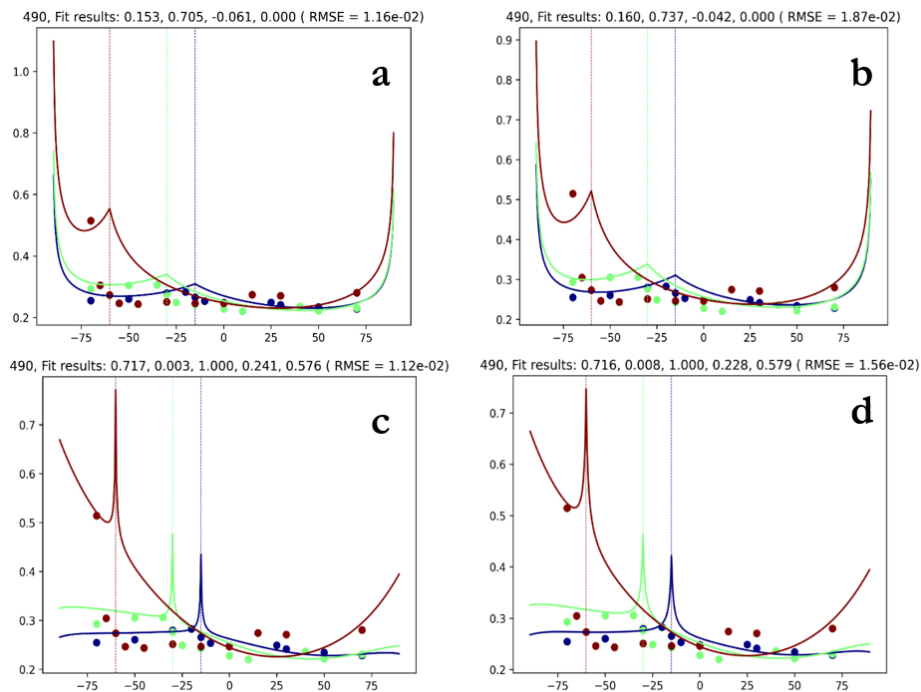 490, Fit results: 0.153, 0.705, -0.061, 0.000 ( RMSE = 1.16e-02)
a
1.0
0.8
0.6
0.4
0.2
−75 −50 −25 0 25 50 75
490, Fit results: 0.160, 0.737, -0.042, 0.000 ( RMSE = 1.87e-02)
b
0.9
0.8
0.7
0.6
0.5
0.4
0.3
0.2
−75 −50 −25 0 25 50 75
490, Fit results: 0.717, 0.003, 1.000, 0.241, 0.576 ( RMSE = 1.12e-02)
c
0.7
0.6
0.5
0.4
0.3
0.2
−75 −50 −25 0 25 50 75
490, Fit results: 0.716, 0.008, 1.000, 0.228, 0.579 ( RMSE = 1.56e-02)
d
0.7
0.6
0.5
0.4
0.3
0.2
−75 −50 −25 0 25 50 75